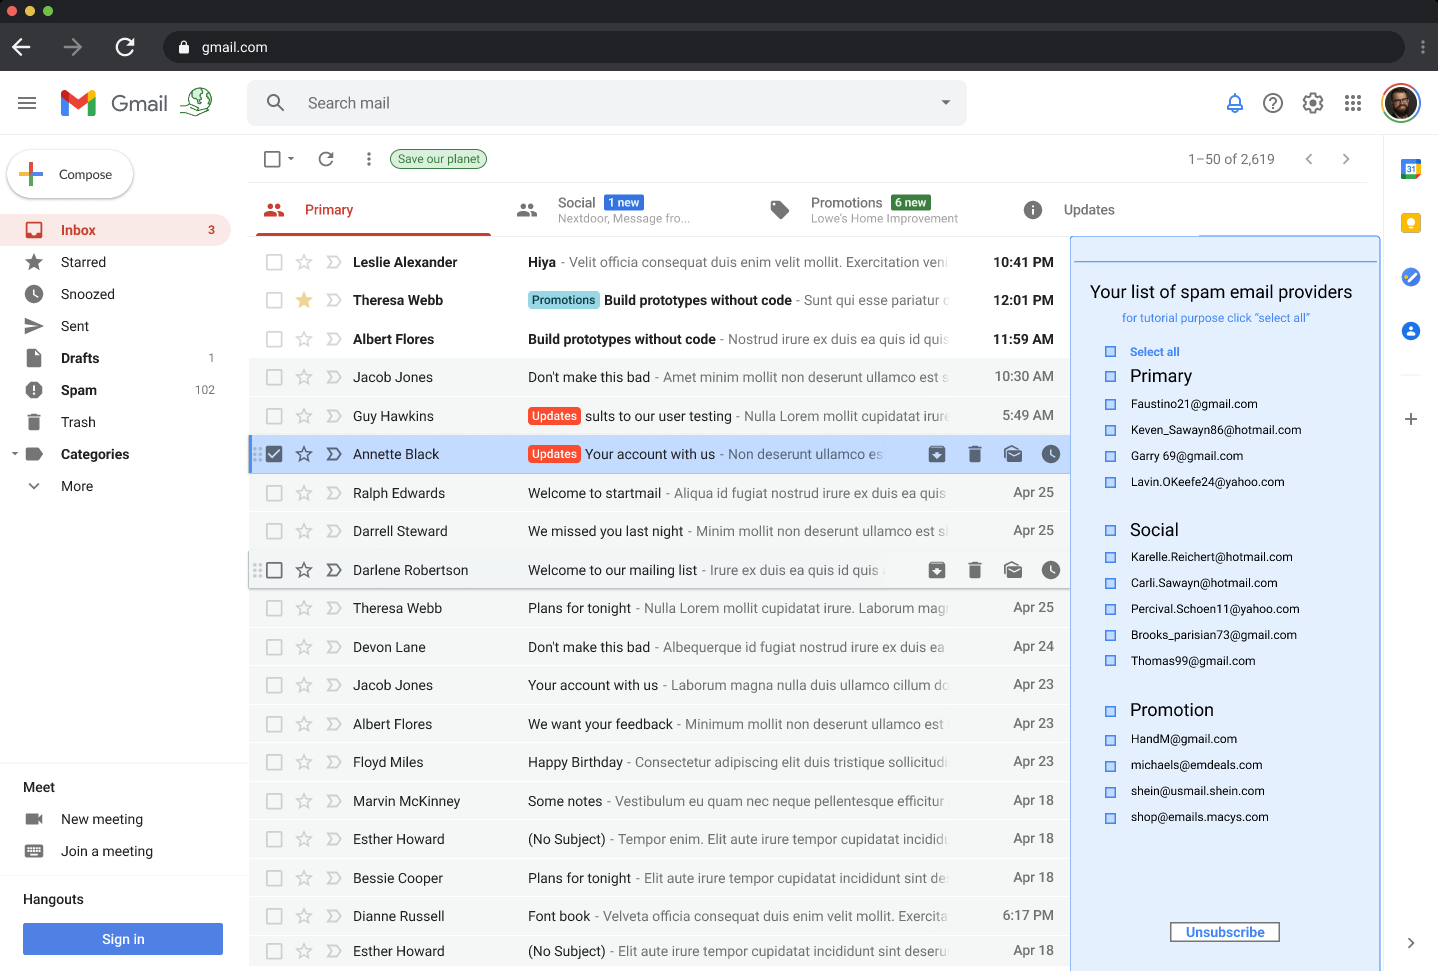 gmail.com
Gmail
Search mail
Compose
Save our planet
1–50 of 2,619
31
Primary
Social 1 new
Nextdoor, Message fro...
Promotions 6 new
Lowe's Home Improvement
Updates
Inbox 3
Starred
Snoozed
Sent
Drafts 1
Spam 102
Trash
Categories
More
Meet
New meeting
Join a meeting
Hangouts
Sign in
Leslie Alexander Hiya - Velit officia consequat duis enim velit mollit. Exercitation veni 10:41 PM
Theresa Webb Promotions Build prototypes without code - Sunt qui esse pariatur 12:01 PM
Albert Flores Build prototypes without code - Nostrud irure ex duis ea quis id quis 11:59 AM
Jacob Jones Don't make this bad - Amet minim mollit non deserunt ullamco est s 10:30 AM
Guy Hawkins Updates sults to our user testing - Nulla Lorem mollit cupidatat irure 5:49 AM
Annette Black Updates Your account with us - Non deserunt ullamco es
Ralph Edwards Welcome to startmail - Aliqua id fugiat nostrud irure ex duis ea quis Apr 25
Darrell Steward We missed you last night - Minim mollit non deserunt ullamco est si Apr 25
Darlene Robertson Welcome to our mailing list - Irure ex duis ea quis id quis
Theresa Webb Plans for tonight - Nulla Lorem mollit cupidatat irure. Laborum mag Apr 25
Devon Lane Don't make this bad - Albequerque id fugiat nostrud irure ex duis ea Apr 24
Jacob Jones Your account with us - Laborum magna nulla duis ullamco cillum do Apr 23
Albert Flores We want your feedback - Minimum mollit non deserunt ullamco est Apr 23
Floyd Miles Happy Birthday - Consectetur adipiscing elit duis tristique sollicitudi Apr 23
Marvin McKinney Some notes - Vestibulum eu quam nec neque pellentesque efficitur Apr 18
Esther Howard (No Subject) - Tempor enim. Elit aute irure tempor cupidatat incididu Apr 18
Bessie Cooper Plans for tonight - Elit aute irure tempor cupidatat incididunt sint de Apr 18
Dianne Russell Font book - Velveta officia consequat duis enim velit mollit. Exercita 6:17 PM
Esther Howard (No Subject) - Elit aute irure tempor cupidatat incididunt sint deseru Apr 18
Your list of spam email providers
for tutorial purpose click “select all”
Select all
Primary
Faustino21@gmail.com
Keven_Sawayn86@hotmail.com
Garry 69@gmail.com
Lavin.OKeefe24@yahoo.com
Social
Karelle.Reichert@hotmail.com
Carli.Sawayn@hotmail.com
Percival.Schoen11@yahoo.com
Brooks_parisian73@gmail.com
Thomas99@gmail.com
Promotion
HandM@gmail.com
michaels@emdeals.com
shein@usmail.shein.com
shop@emails.macys.com
Unsubscribe